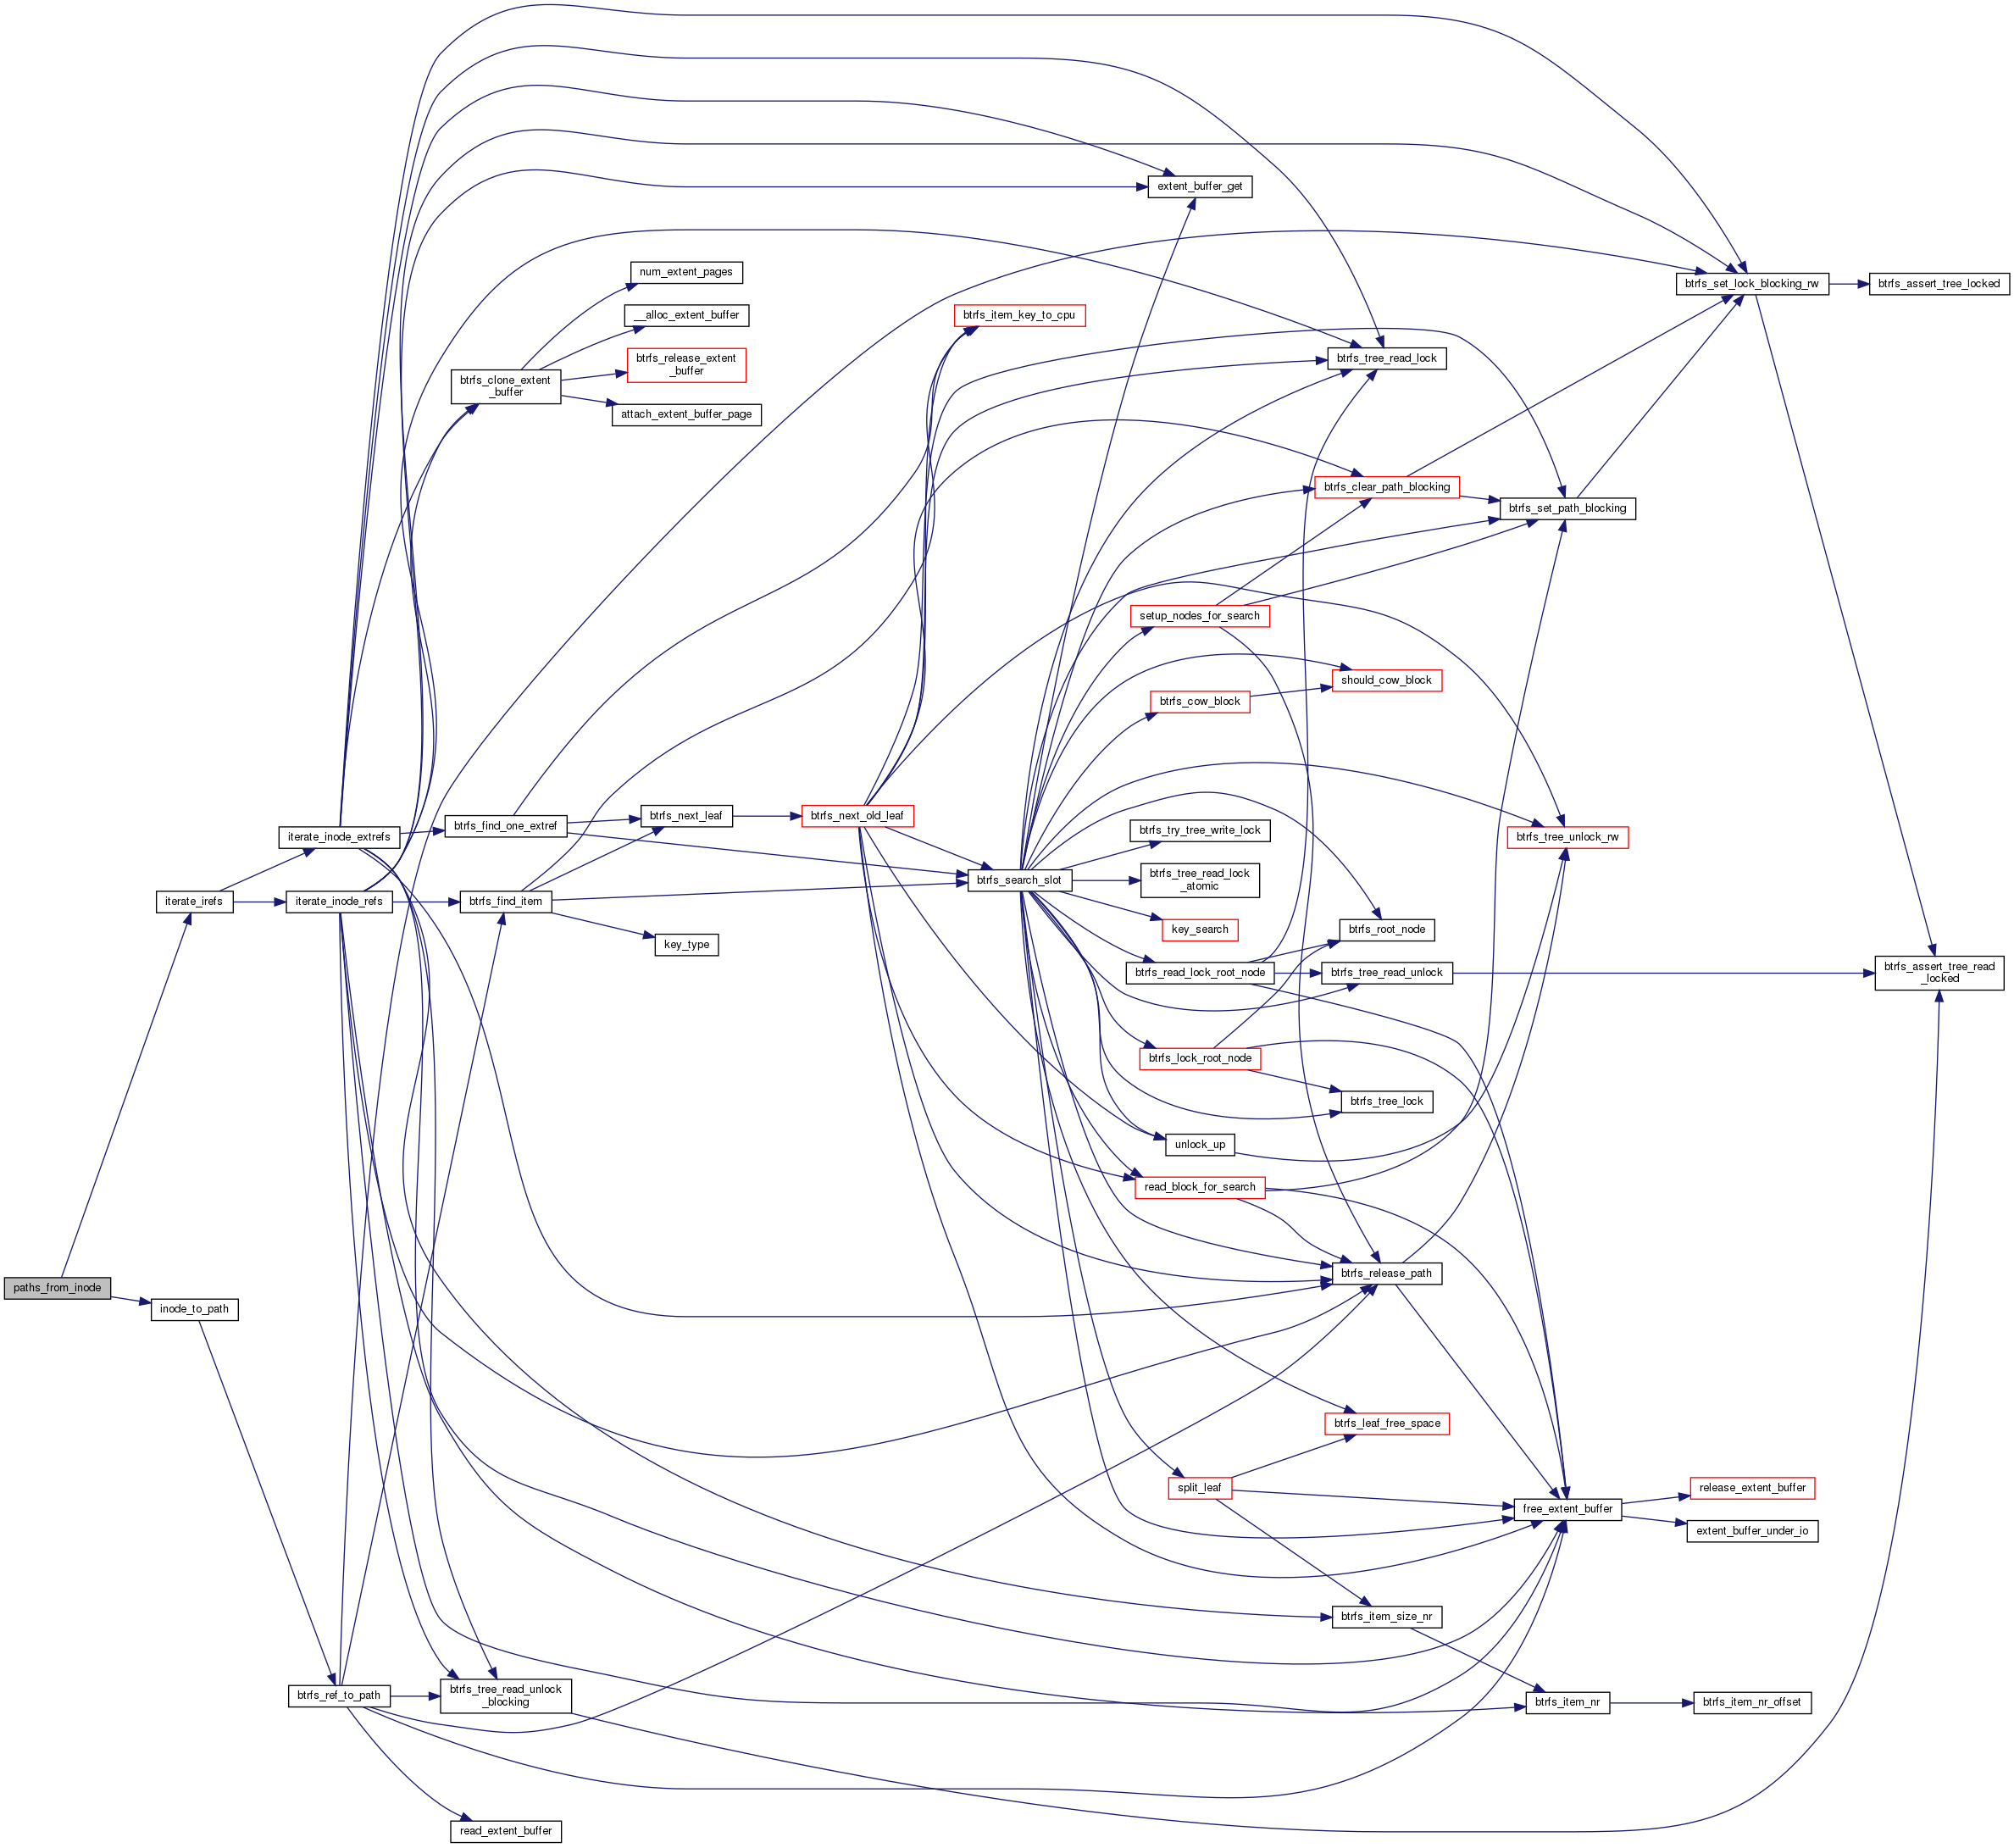 extent_buffer_get
num_extent_pages
btrfs_set_lock_blocking_rw
btrfs_assert_tree_locked
__alloc_extent_buffer
btrfs_item_key_to_cpu
btrfs_release_extent
_buffer
btrfs_tree_read_lock
btrfs_clone_extent
_buffer
attach_extent_buffer_page
btrfs_clear_path_blocking
btrfs_set_path_blocking
setup_nodes_for_search
should_cow_block
btrfs_cow_block
iterate_inode_extrefs
btrfs_find_one_extref
btrfs_next_leaf
btrfs_next_old_leaf
btrfs_try_tree_write_lock
btrfs_tree_unlock_rw
btrfs_search_slot
btrfs_tree_read_lock
_atomic
iterate_irefs
iterate_inode_refs
btrfs_find_item
key_type
key_search
btrfs_root_node
btrfs_read_lock_root_node
btrfs_tree_read_unlock
btrfs_assert_tree_read
_locked
btrfs_lock_root_node
btrfs_tree_lock
unlock_up
read_block_for_search
btrfs_release_path
paths_from_inode
inode_to_path
btrfs_leaf_free_space
split_leaf
release_extent_buffer
free_extent_buffer
extent_buffer_under_io
btrfs_item_size_nr
btrfs_ref_to_path
btrfs_tree_read_unlock
_blocking
btrfs_item_nr
btrfs_item_nr_offset
read_extent_buffer